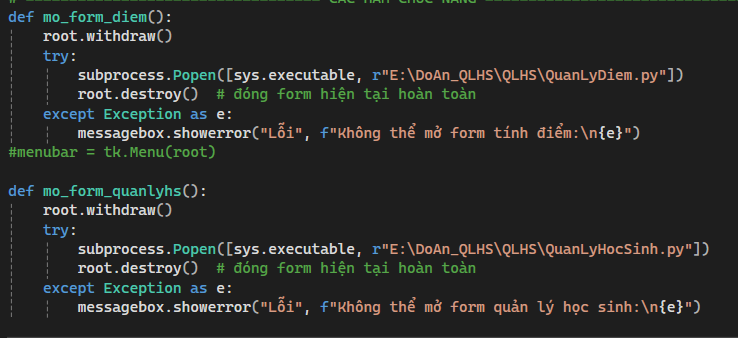 def mo_form_diem():
    root.withdraw()
    try:
        subprocess.Popen([sys.executable, r"E:\DoAn_QLHS\QLHS\QuanLyDiem.py"])
        root.destroy()  # đóng form hiện tại hoàn toàn
    except Exception as e:
        messagebox.showerror("Lỗi", f"Không thể mở form tính điểm:\n{e}")
#menubar = tk.Menu(root)
def mo_form_quanlyhs():
    root.withdraw()
    try:
        subprocess.Popen([sys.executable, r"E:\DoAn_QLHS\QLHS\QuanLyHocSinh.py"])
        root.destroy()  # đóng form hiện tại hoàn toàn
    except Exception as e:
        messagebox.showerror("Lỗi", f"Không thể mở form quản lý học sinh:\n{e}")